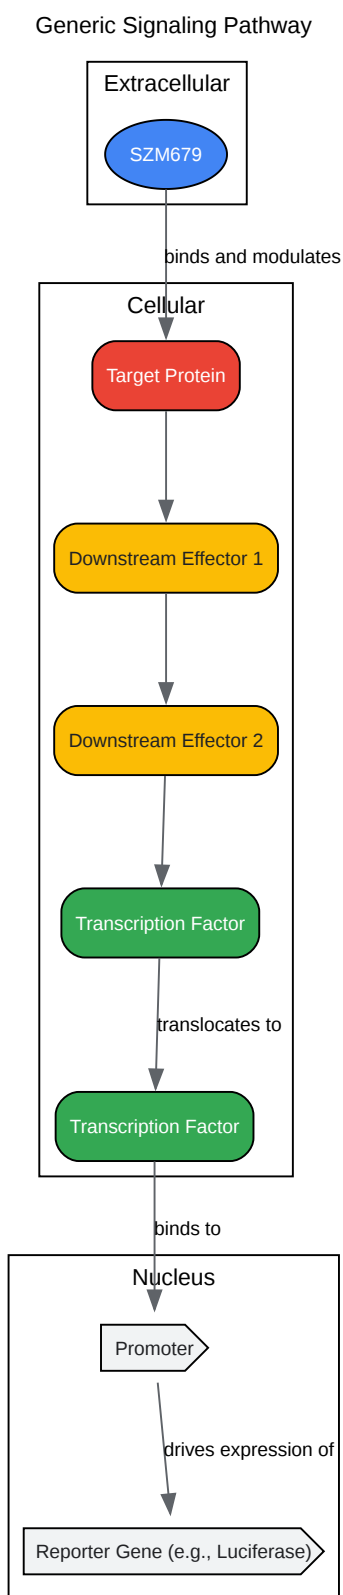 Generic Signaling Pathway
Extracellular
SZM679
binds and modulates
Cellular
Target Protein
Downstream Effector 1
Downstream Effector 2
Transcription Factor
translocates to
Transcription Factor
binds to
Nucleus
Promoter
drives expression of
Reporter Gene (e.g., Luciferase)